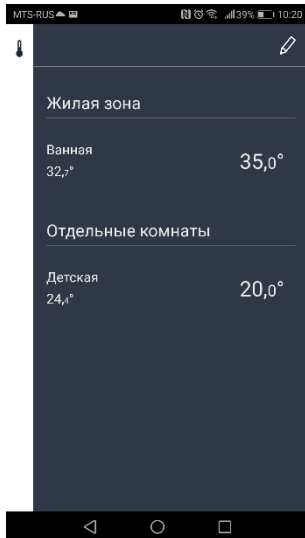 MTS-RUS 39% 10:20
Жилая зона
Ванная
32,7°
35,0°
Отдельные комнаты
Детская
24,4°
20,0°